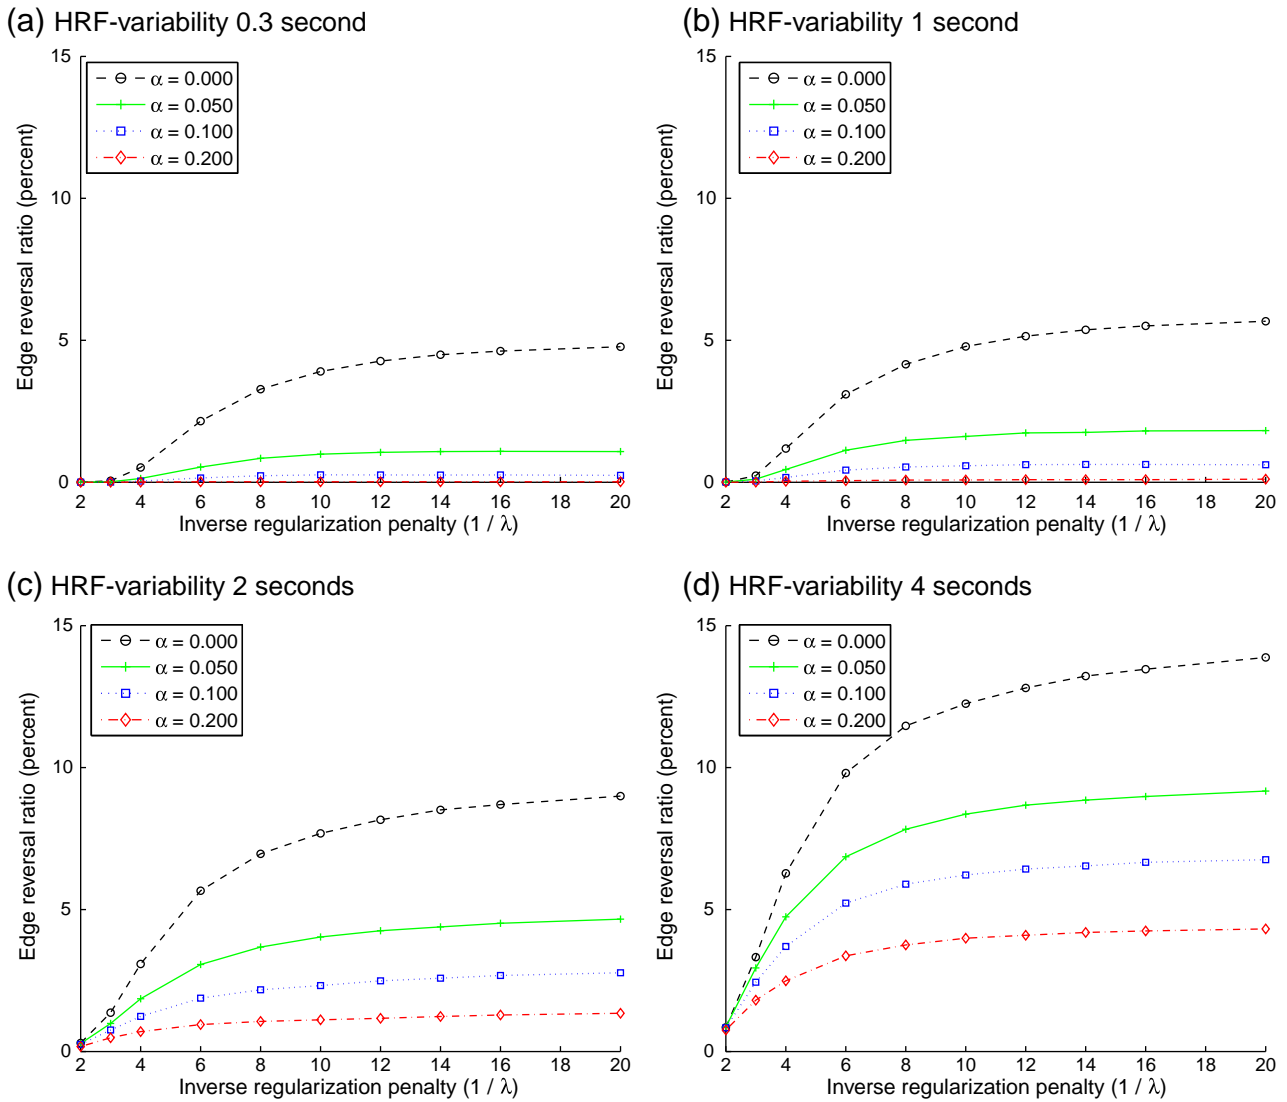 (a) HRF-variability 0.3 second
15
10
5
0
Edge reversal ratio (percent)
α = 0.000
α = 0.050
α = 0.100
α = 0.200
2 4 6 8 10 12 14 16 18 20
Inverse regularization penalty (1 / λ)
(b) HRF-variability 1 second
15
10
5
0
Edge reversal ratio (percent)
α = 0.000
α = 0.050
α = 0.100
α = 0.200
2 4 6 8 10 12 14 16 18 20
Inverse regularization penalty (1 / λ)
(c) HRF-variability 2 seconds
15
10
5
0
Edge reversal ratio (percent)
α = 0.000
α = 0.050
α = 0.100
α = 0.200
2 4 6 8 10 12 14 16 18 20
Inverse regularization penalty (1 / λ)
(d) HRF-variability 4 seconds
15
10
5
0
Edge reversal ratio (percent)
α = 0.000
α = 0.050
α = 0.100
α = 0.200
2 4 6 8 10 12 14 16 18 20
Inverse regularization penalty (1 / λ)